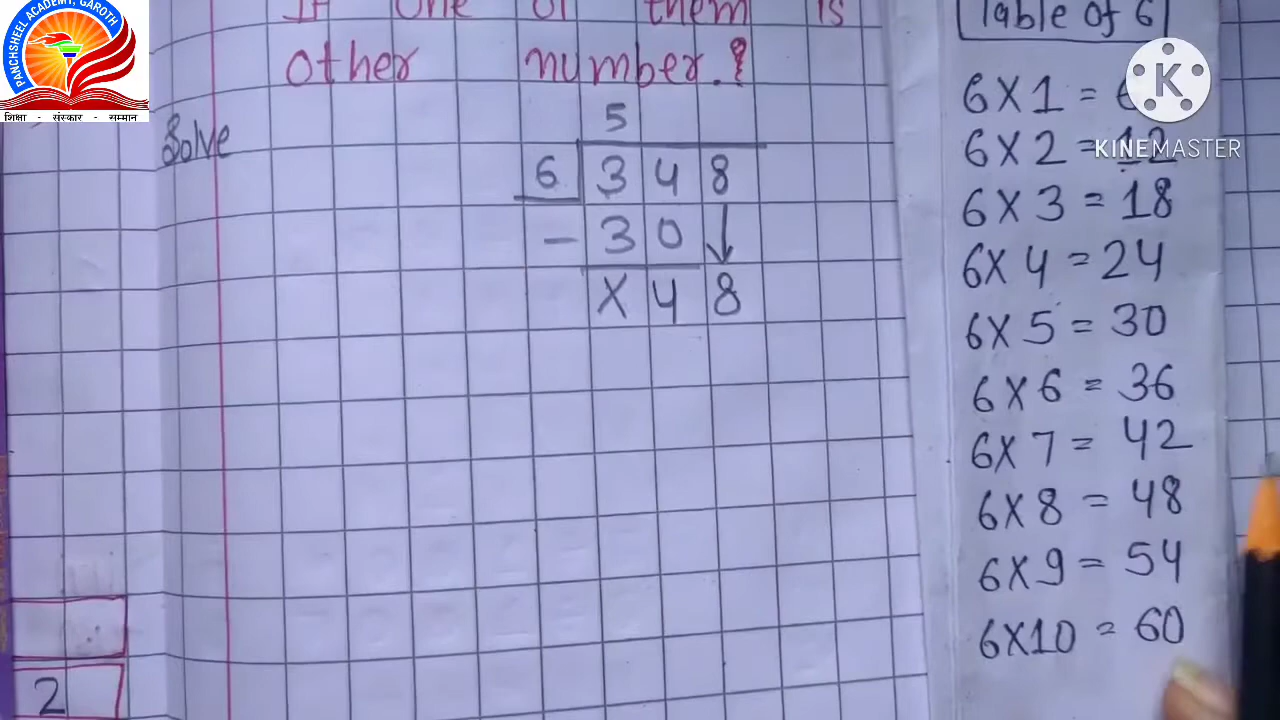 PANCHSHEEL ACADEMY, GAROTH
शिक्षा - संस्कार - सम्मान
If one of them is
other number.?
Solve
5
6 3 4 8
- 3 0 ↓
X 4 8
2
Table of 6
6 X 1 = 6
6 X 2 = 12
6 X 3 = 18
6 X 4 = 24
6 X 5 = 30
6 X 6 = 36
6 X 7 = 42
6 X 8 = 48
6 X 9 = 54
6 X 10 = 60
K
KINEMASTER